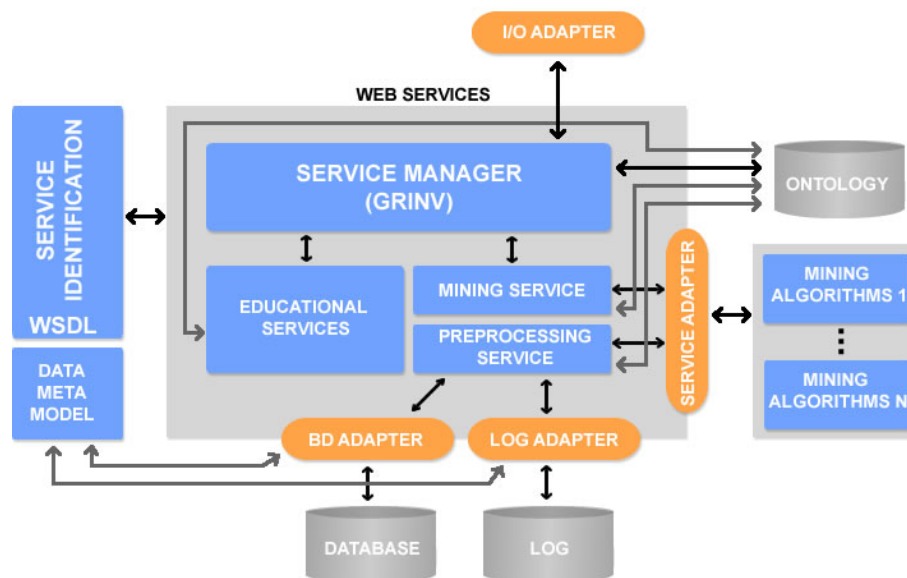 I/O ADAPTER
WEB SERVICES
SERVICE
IDENTIFICATION
WSDL
SERVICE MANAGER
(GRINV)
ONTOLOGY
EDUCATIONAL
SERVICES
MINING SERVICE
PREPROCESSING
SERVICE
SERVICE ADAPTER
MINING
ALGORITHMS 1
MINING
ALGORITHMS N
DATA
META
MODEL
BD ADAPTER
LOG ADAPTER
DATABASE
LOG